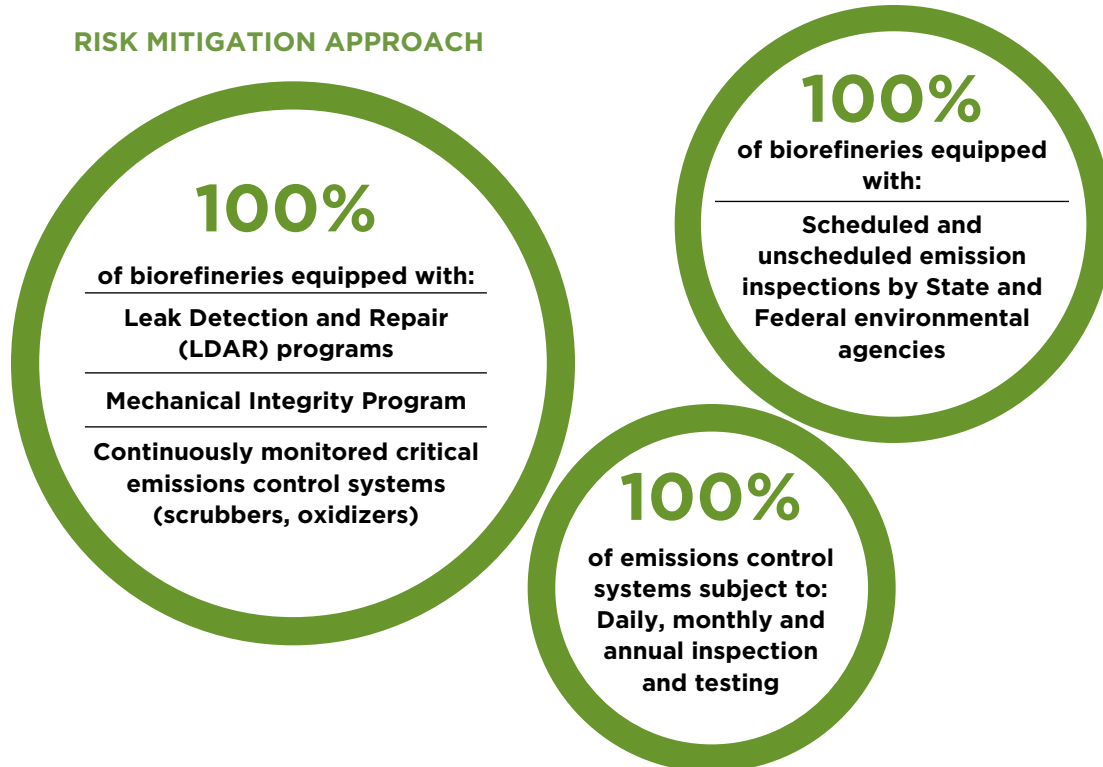 RISK MITIGATION APPROACH
100%
of biorefineries equipped with:
Leak Detection and Repair
(LDAR) programs
Mechanical Integrity Program
Continuously monitored critical
emissions control systems
(scrubbers, oxidizers)
100%
of biorefineries equipped
with:
Scheduled and
unscheduled emission
inspections by State and
Federal environmental
agencies
100%
of emissions control
systems subject to:
Daily, monthly and
annual inspection
and testing